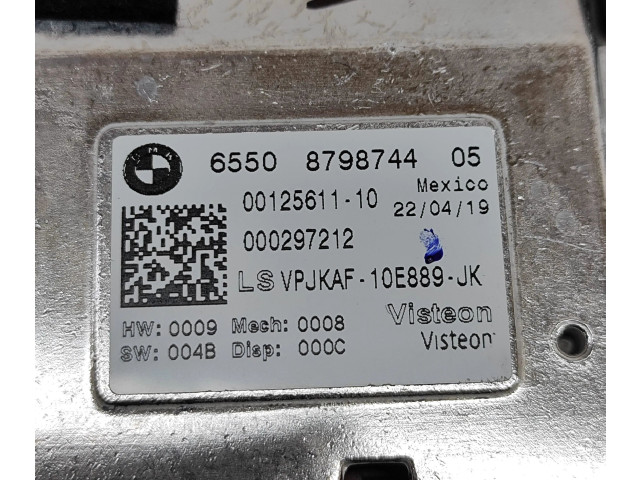 BMW
6550 8798744 05
00125611-10 Mexico
22/04/19
000297212
LS VPJKAF-10E889-JK
HW: 0009 Mech: 0008 Visteon
SW: 004B Disp: 000C Visteon